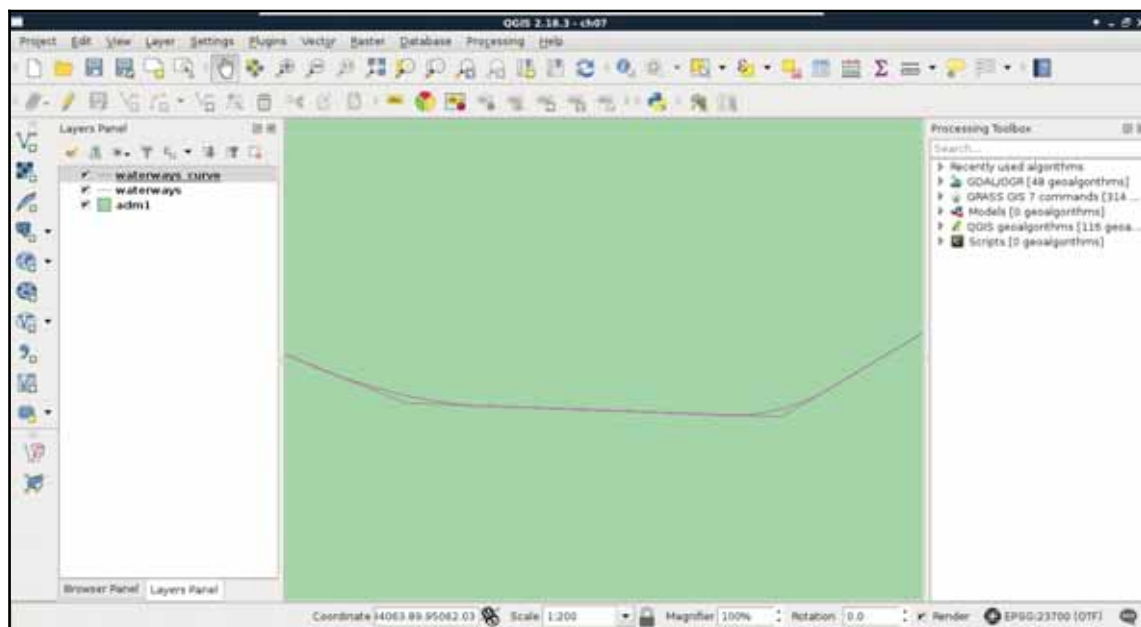 QGIS 2.18.3 - ch07
Project Edit View Layer Settings Plugins Vector Raster Database Processing Help
Layers Panel
waterways_curve
waterways
adm1
Processing Toolbox
Search...
Recently used algorithms
GDAL/OGR [48 geoalgorithms]
GRASS GIS 7 commands [314 ...
Models [0 geoalgorithms]
QGIS geoalgorithms [116 geoa...
Scripts [0 geoalgorithms]
Browser Panel Layers Panel
Coordinate Scale 1:200 Magnifier 100% Rotation 0.0 Render EPSG:23700 (OTF)